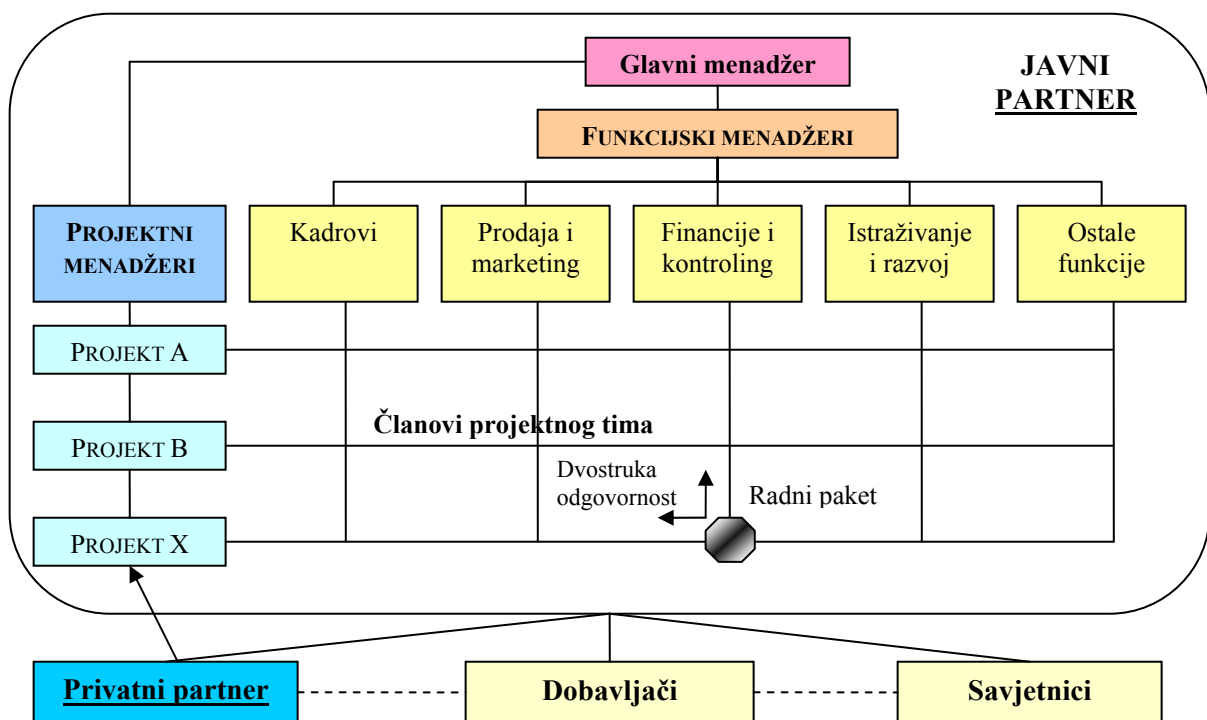 Glavni menadžer
JAVNI
PARTNER
FUNKCIJSKI MENADŽERI
PROJEKTNI
MENADŽERI
Kadrovi
Prodaja i
marketing
Financije i
kontroling
Istraživanje
i razvoj
Ostale
funkcije
PROJEKT A
Članovi projektnog tima
PROJEKT B
Dvostruka
odgovornost
Radni paket
PROJEKT X
Privatni partner
Dobavljači
Savjetnici